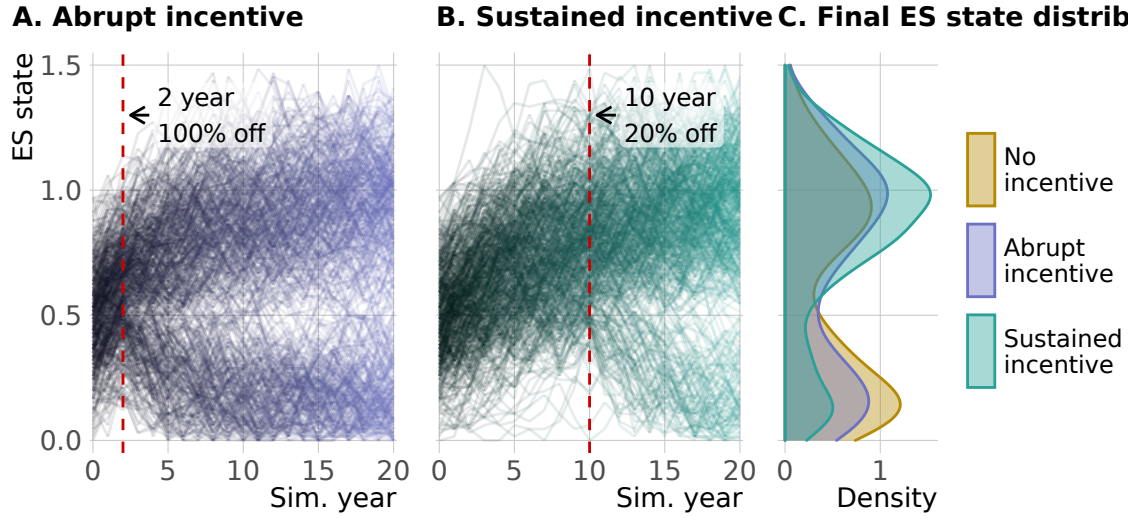 A. Abrupt incentive
B. Sustained incentive
C. Final ES state distrib
ES state
1.5
1.0
0.5
0.0
2 year
100% off
0
5
10
15
20
Sim. year
10 year
20% off
0
5
10
15
20
Sim. year
0
1
Density
No
incentive
Abrupt
incentive
Sustained
incentive